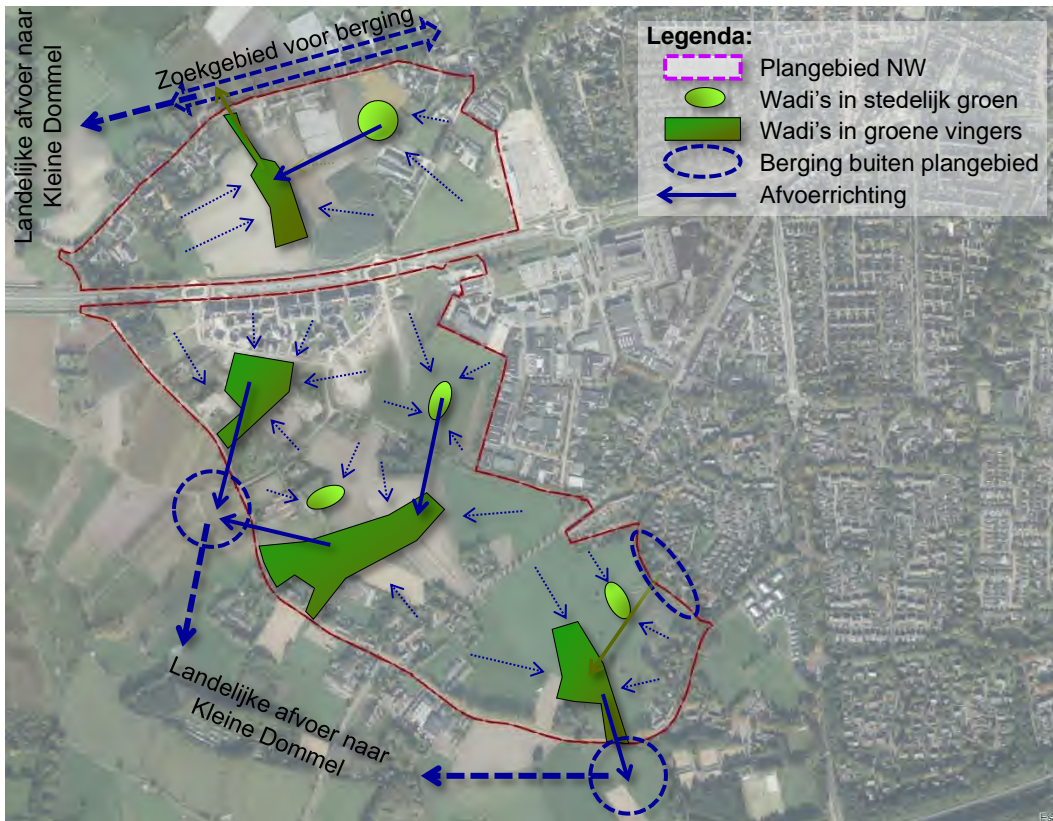 Landelijke afvoer naar
Kleine Dommel
Zoekgebied voor berging
Legenda:
Plangebied NW
Wadi's in stedelijk groen
Wadi's in groene vingers
Berging buiten plangebied
Afvoerrichting
Landelijke afvoer naar
Kleine Dommel